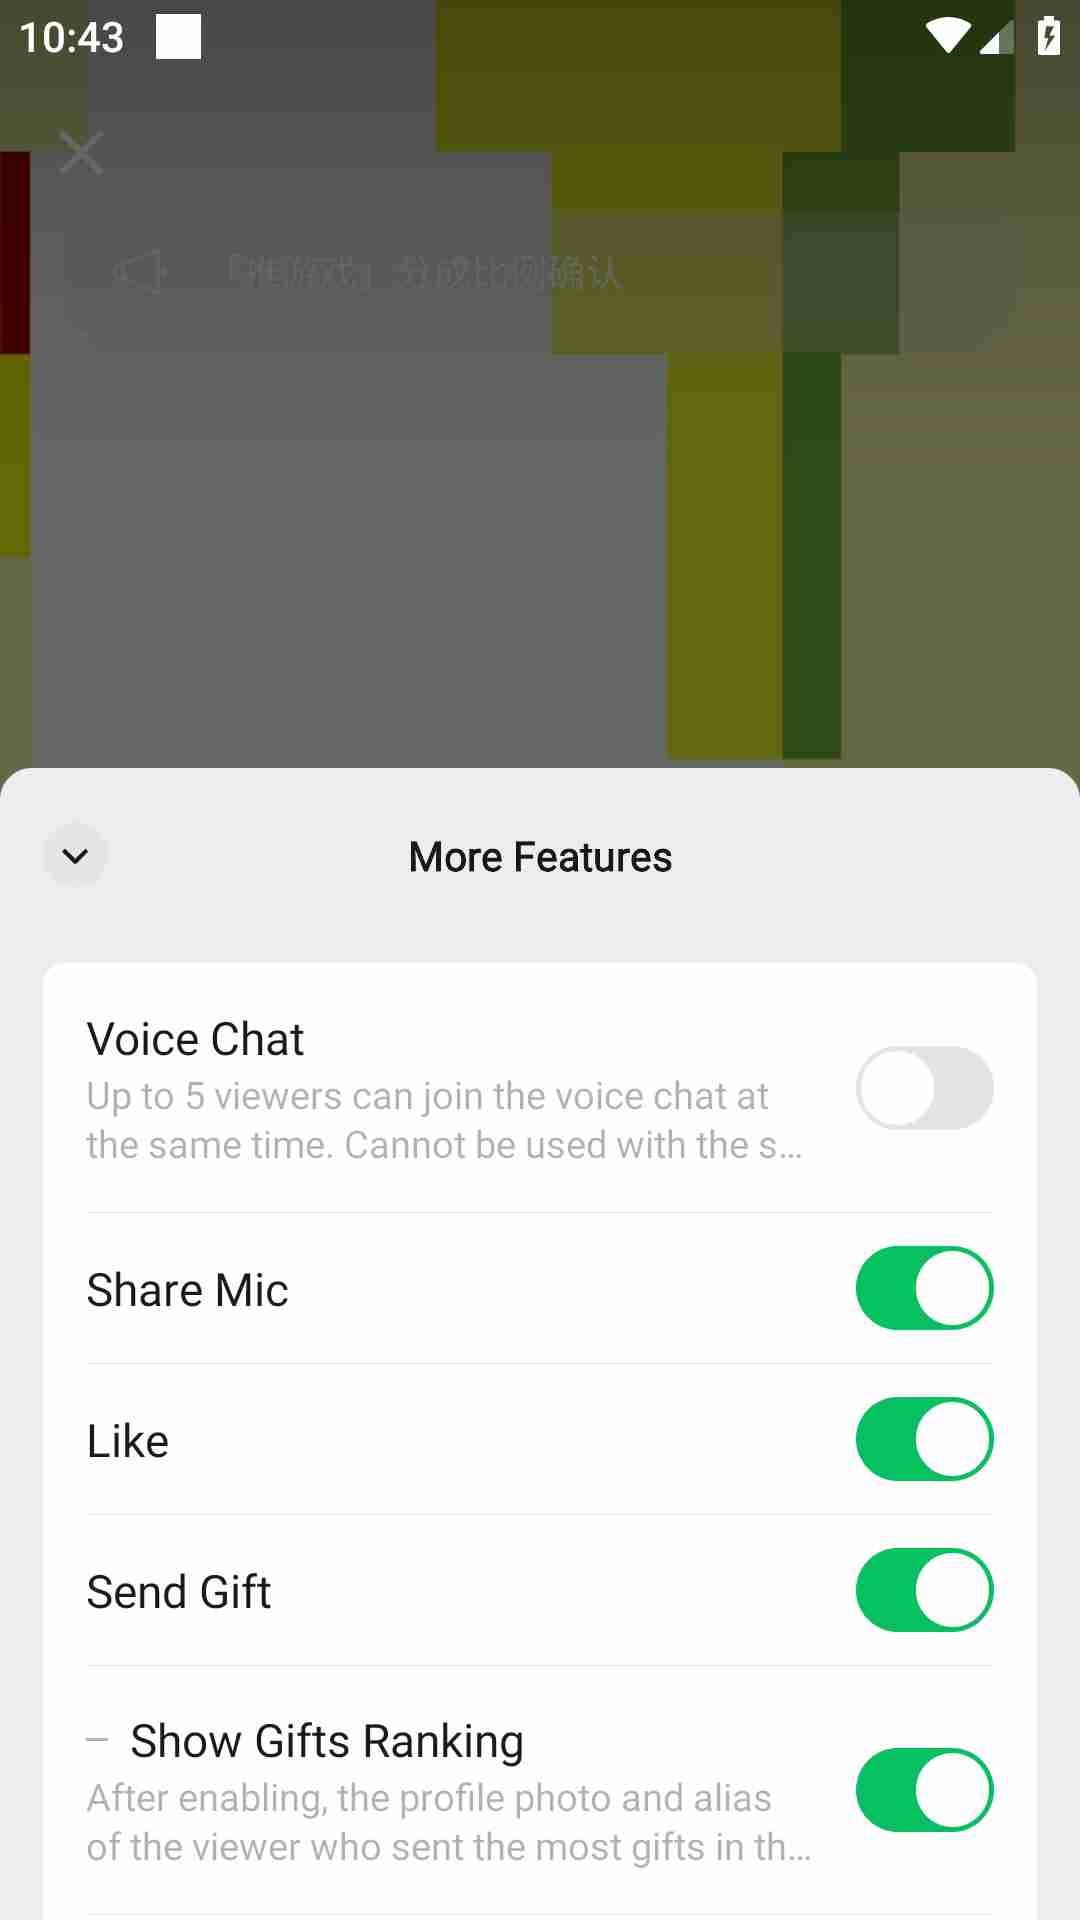 10:43
「推游戏」分成比例确认
More Features
Voice Chat
Up to 5 viewers can join the voice chat at
the same time. Cannot be used with the s...
Share Mic
Like
Send Gift
Show Gifts Ranking
After enabling, the profile photo and alias
of the viewer who sent the most gifts in th...